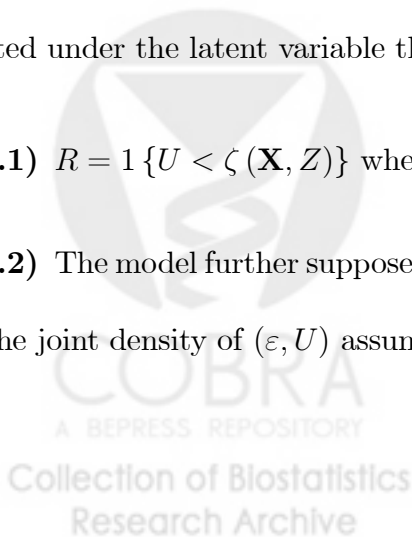 ted under the latent variable th
.1) R = 1 {U < ζ (X, Z)} whe
.2) The model further suppose
he joint density of (ε, U) assum
COBRA
A BEPRESS REPOSITORY
Collection of Biostatistics
Research Archive